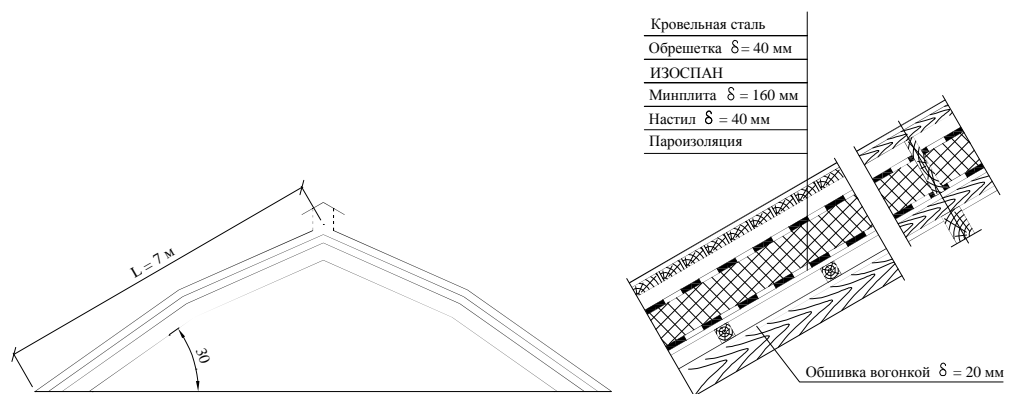 Кровельная сталь
Обрешетка δ = 40 мм
ИЗОСПАН
Минплита δ = 160 мм
Настил δ = 40 мм
Пароизоляция
L = 7 м
30
Обшивка вогонкой δ = 20 мм